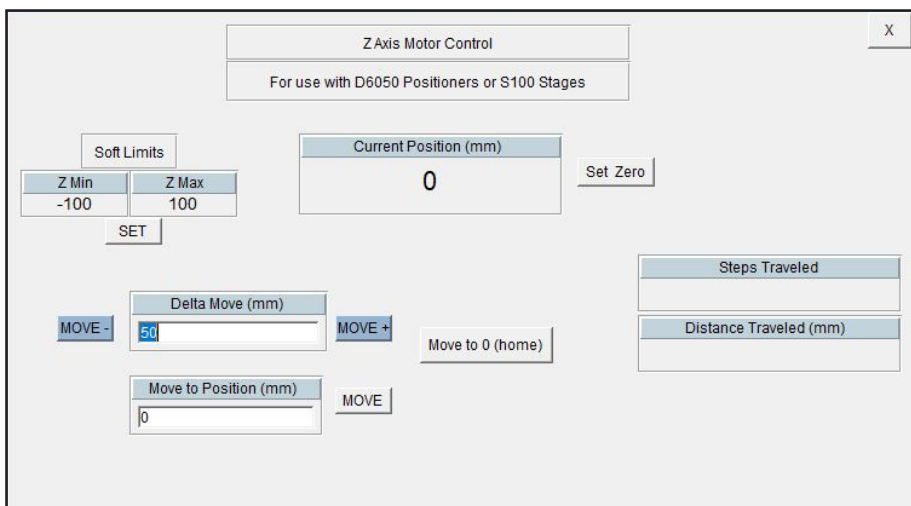 X
Z Axis Motor Control
For use with D6050 Positioners or S100 Stages
Soft Limits
Z Min Z Max
-100 100
SET
Current Position (mm)
0
Set Zero
Steps Traveled
Distance Traveled (mm)
Delta Move (mm)
MOVE - 50 MOVE +
Move to 0 (home)
Move to Position (mm)
0 MOVE